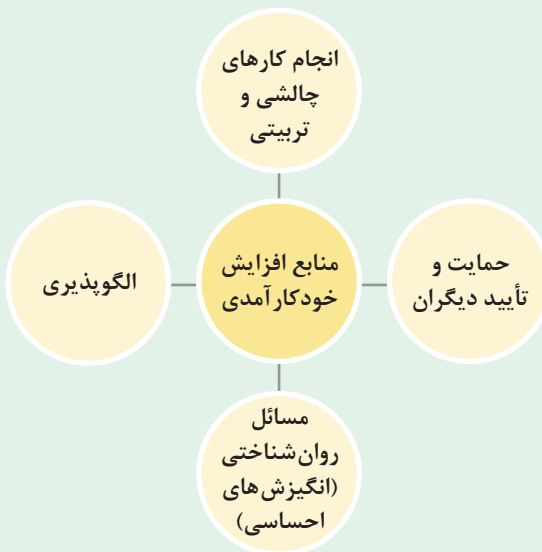 انجام کارهای
چالشی و
تربیتی
حمایت و
تأیید دیگران
منابع افزایش
خودکارآمدی
الگوپذیری
مسائل
روان‌شناختی
(انگیزش‌های
احساسی)